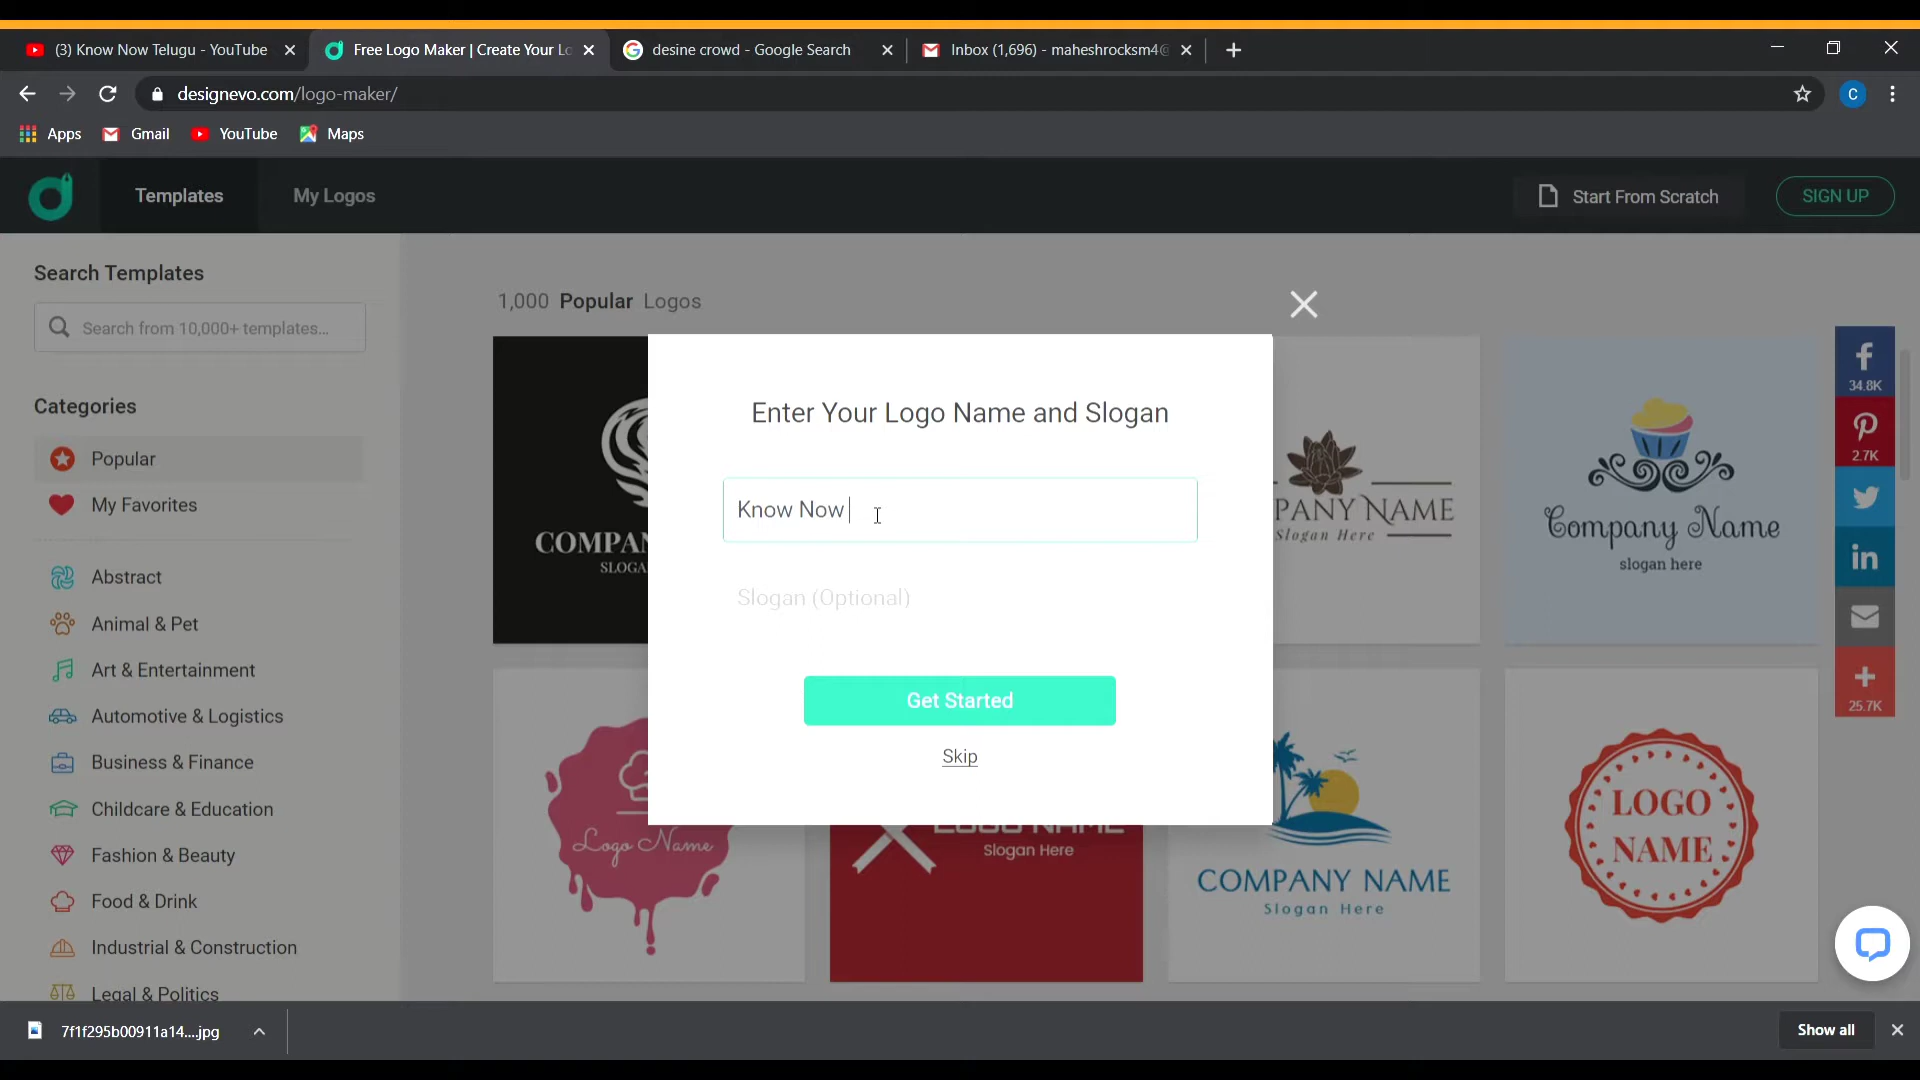 (3) Know Now Telugu - YouTube
Free Logo Maker | Create Your Lo
desine crowd - Google Search
Inbox (1,696) - maheshrocksm4@
designevo.com/logo-maker/
C
Apps
Gmail
YouTube
Maps
Templates
My Logos
Start From Scratch
SIGN UP
Search Templates
Search from 10,000+ templates...
Categories
Popular
My Favorites
Abstract
Animal & Pet
Art & Entertainment
Automotive & Logistics
Business & Finance
Childcare & Education
Fashion & Beauty
Food & Drink
Industrial & Construction
Legal & Politics
1,000 Popular Logos
Enter Your Logo Name and Slogan
Know Now
Slogan (Optional)
Get Started
Skip
Slogan Here
Company Name
slogan here
Logo Name
LOGO NAME
Slogan Here
COMPANY NAME
Slogan Here
LOGO
NAME
34.8K
2.7K
25.7K
7f1f295b00911a14....jpg
Show all